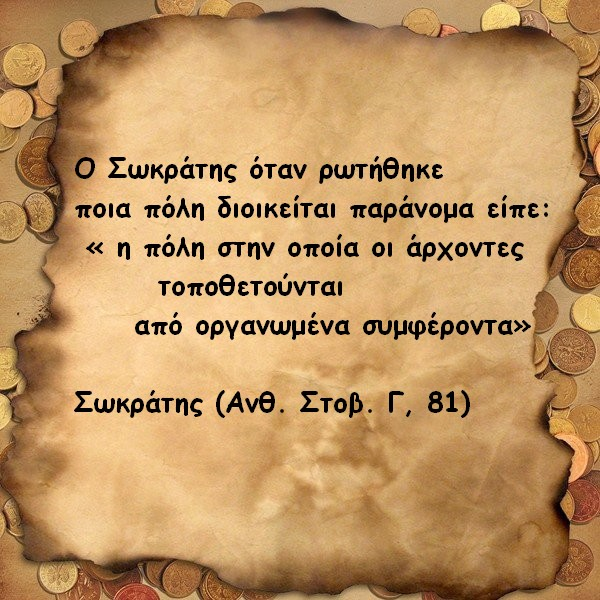 Ο Σωκράτης όταν ρωτήθηκε
ποια πόλη διοικείται παράνομα είπε:
« η πόλη στην οποία οι άρχοντες
τοποθετούνται
από οργανωμένα συμφέροντα»
Σωκράτης (Ανθ. Στοβ. Γ, 81)